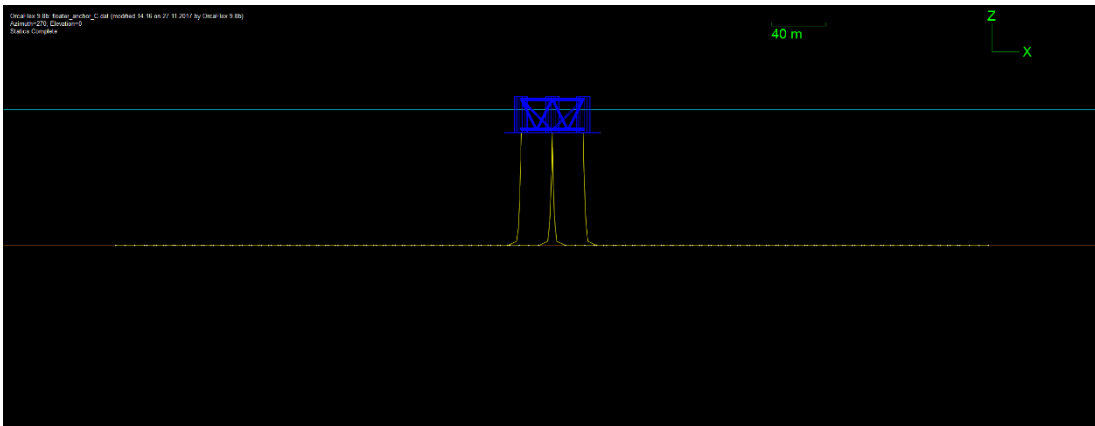 OrcaFlex 9.8b: floater_anchor_C.dat (modified 14:16 on 27.11.2017 by OrcaFlex 9.8b)
Azimuth=270; Elevation=0
Statics Complete
40 m
Z
X